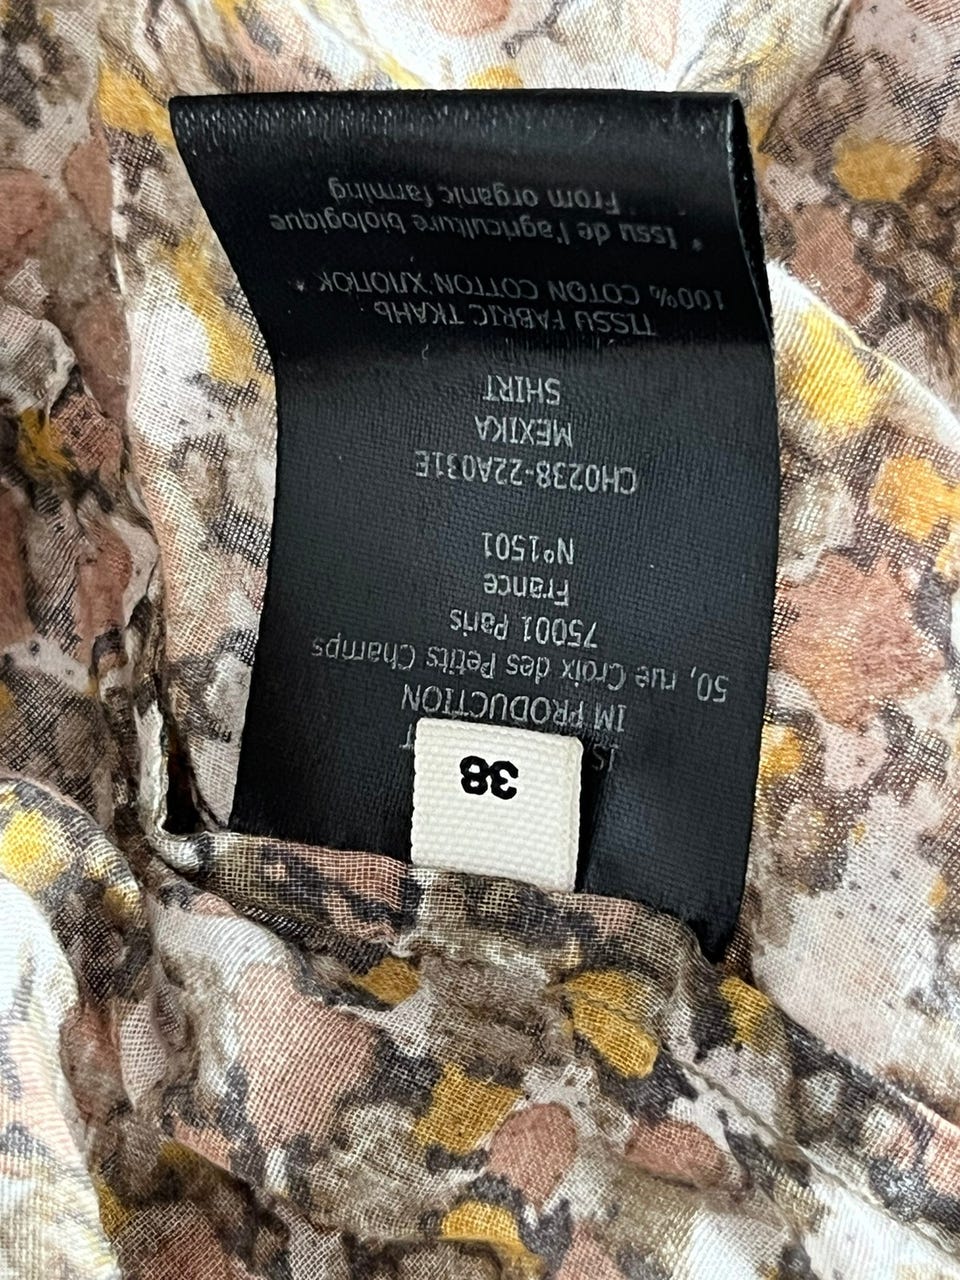 38
IS T
IM PRODUCTION
50, rue Croix des Petits Champs
75001 Paris
France
N°1501
CH0238-22A031E
MEXIKA
SHIRT
TISSU FABRIC ТКАНЬ
100% COTON COTTON ХЛОПОК *
* Issu de l'agriculture biologique
From organic farming